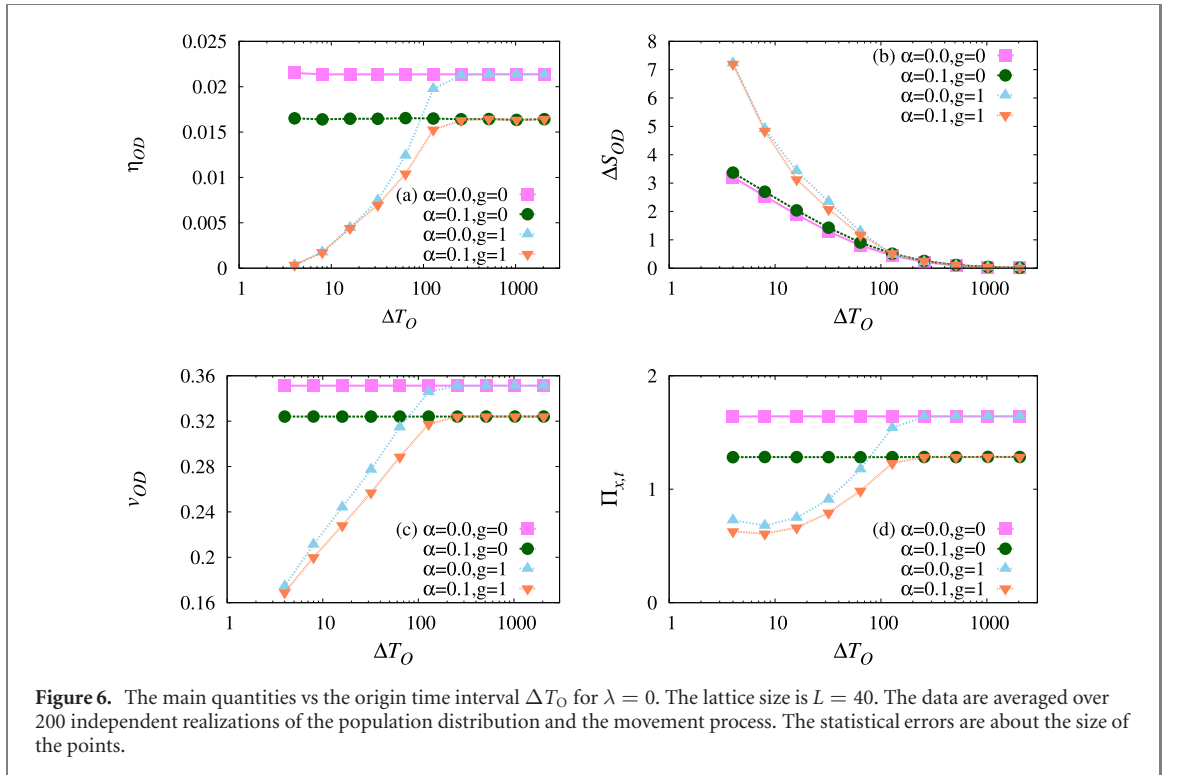 0.025
0.02
0.015
0.01
0.005
0
1
10
100
1000
η_OD
ΔT_O
(a) α=0.0,g=0
α=0.1,g=0
α=0.0,g=1
α=0.1,g=1
8
7
6
5
4
3
2
1
0
1
10
100
1000
ΔS_OD
ΔT_O
(b) α=0.0,g=0
α=0.1,g=0
α=0.0,g=1
α=0.1,g=1
0.36
0.32
0.28
0.24
0.2
0.16
1
10
100
1000
v_OD
ΔT_O
(c) α=0.0,g=0
α=0.1,g=0
α=0.0,g=1
α=0.1,g=1
2
1
0
1
10
100
1000
Π_x,t
ΔT_O
(d) α=0.0,g=0
α=0.1,g=0
α=0.0,g=1
α=0.1,g=1
Figure 6. The main quantities vs the origin time interval ΔT_O for λ = 0. The lattice size is L = 40. The data are averaged over
200 independent realizations of the population distribution and the movement process. The statistical errors are about the size of
the points.